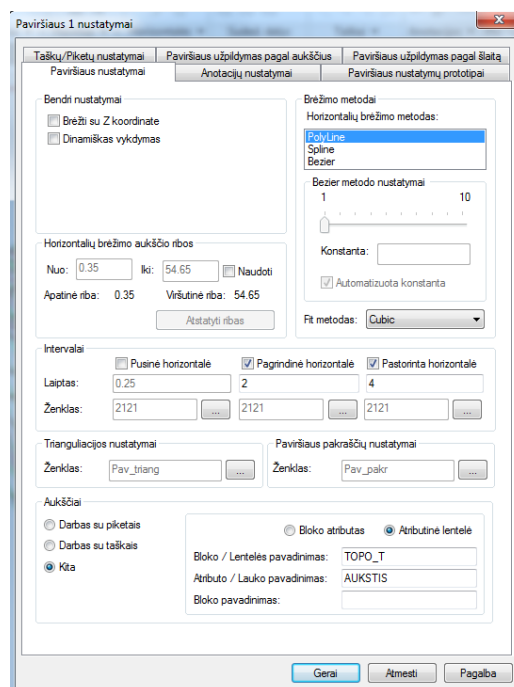 Paviršiaus 1 nustatymai
Taškų/Piketų nustatymai Paviršiaus užpildymas pagal aukščius Paviršiaus užpildymas pagal šlaitą
Paviršiaus nustatymai Anotacijų nustatymai Paviršiaus nustatymų prototipai
Bendri nustatymai
Brėžti su Z koordinate
Dinamiškas vykdymas
Brėžimo metodai
Horizontalių brėžimo metodas:
PolyLine
Spline
Bezier
Bezier metodo nustatymai
1 10
Konstanta:
Automatizuota konstanta
Fit metodas: Cubic
Horizontalių brėžimo aukščio ribos
Nuo: 0.35 Iki: 54.65 Naudoti
Apatinė riba: 0.35 Viršutinė riba: 54.65
Atstatyti ribas
Intervalai
Pusinė horizontalė Pagrindinė horizontalė Pastorinta horizontalė
Laiptas: 0.25 2 4
Ženklas: 2121 ... 2121 ... 2121 ...
Trianguliacijos nustatymai
Ženklas: Pav_triang ...
Paviršiaus pakraščių nustatymai
Ženklas: Pav_pakr ...
Aukščiai
Darbas su piketais
Darbas su taškais
Kita
Bloko atributas Atributinė lentelė
Bloko / Lentelės pavadinimas: TOPO_T
Atributo / Lauko pavadinimas: AUKSTIS
Bloko pavadinimas:
Gerai Atmesti Pagalba